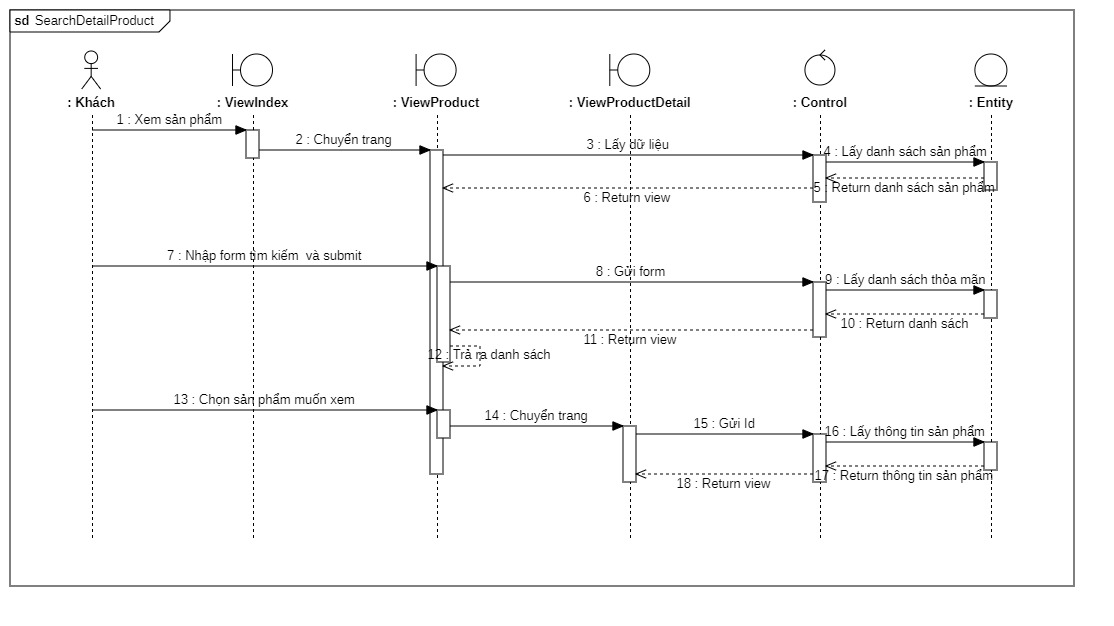 sd SearchDetailProduct
: Khách
: ViewIndex
: ViewProduct
: ViewProductDetail
: Control
: Entity
1 : Xem sản phẩm
2 : Chuyển trang
3 : Lấy dữ liệu
4 : Lấy danh sách sản phẩm
5 : Return danh sách sản phẩm
6 : Return view
7 : Nhập form tìm kiếm  và submit
8 : Gửi form
9 : Lấy danh sách thỏa mãn
10 : Return danh sách
11 : Return view
12 : Trả ra danh sách
13 : Chọn sản phẩm muốn xem
14 : Chuyển trang
15 : Gửi Id
16 : Lấy thông tin sản phẩm
17 : Return thông tin sản phẩm
18 : Return view